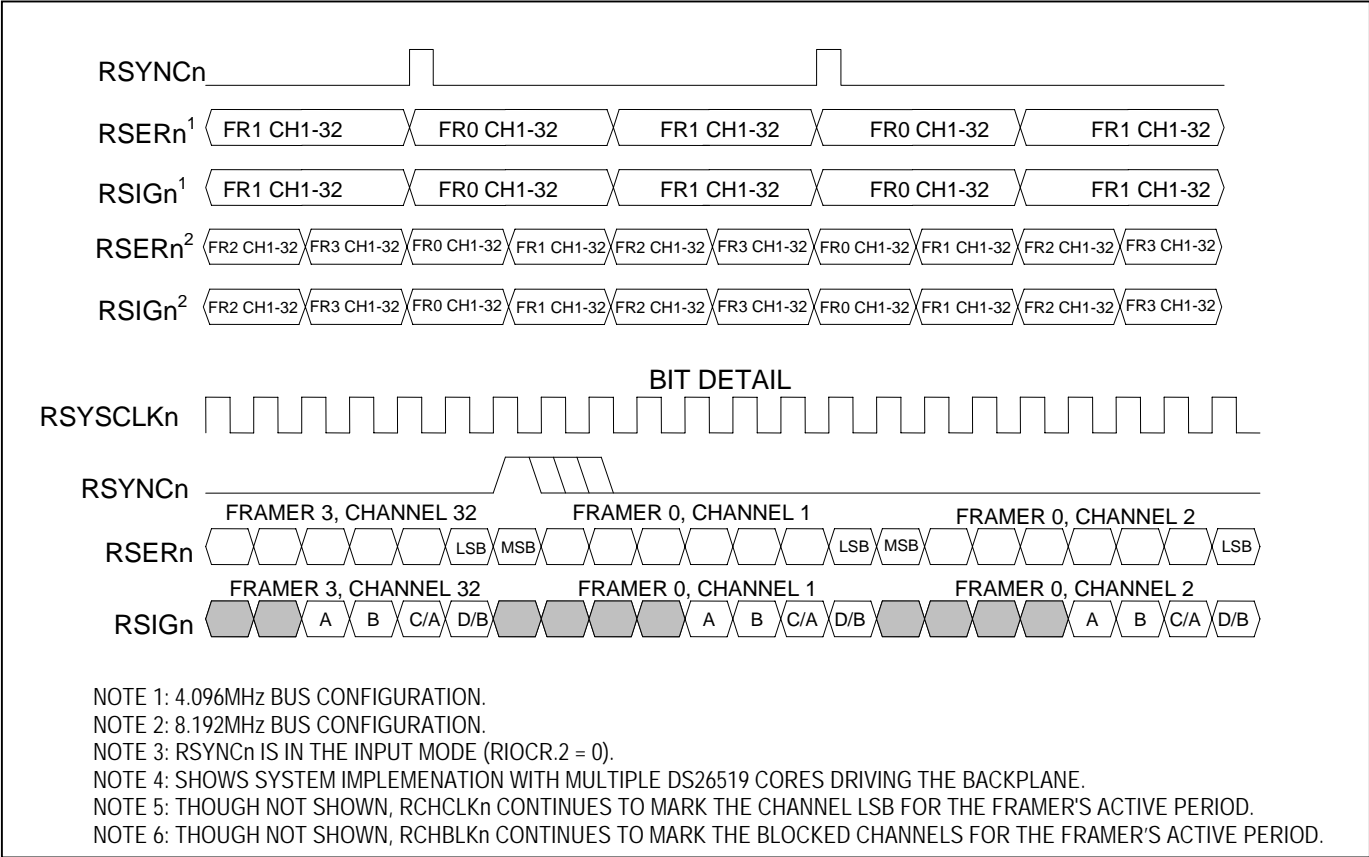 RSYNCn
RSERn1 FR1 CH1-32 FR0 CH1-32 FR1 CH1-32 FR0 CH1-32 FR1 CH1-32
RSIGn1 FR1 CH1-32 FR0 CH1-32 FR1 CH1-32 FR0 CH1-32 FR1 CH1-32
RSERn2 FR2 CH1-32 FR3 CH1-32 FR0 CH1-32 FR1 CH1-32 FR2 CH1-32 FR3 CH1-32 FR0 CH1-32 FR1 CH1-32 FR2 CH1-32 FR3 CH1-32
RSIGn2 FR2 CH1-32 FR3 CH1-32 FR0 CH1-32 FR1 CH1-32 FR2 CH1-32 FR3 CH1-32 FR0 CH1-32 FR1 CH1-32 FR2 CH1-32 FR3 CH1-32
BIT DETAIL
RSYSCLKn
RSYNCn
FRAMER 3, CHANNEL 32 FRAMER 0, CHANNEL 1 FRAMER 0, CHANNEL 2
RSERn LSB MSB LSB MSB LSB
FRAMER 3, CHANNEL 32 FRAMER 0, CHANNEL 1 FRAMER 0, CHANNEL 2
RSIGn A B C/A D/B A B C/A D/B A B C/A D/B
NOTE 1: 4.096MHz BUS CONFIGURATION.
NOTE 2: 8.192MHz BUS CONFIGURATION.
NOTE 3: RSYNCn IS IN THE INPUT MODE (RIOCR.2 = 0).
NOTE 4: SHOWS SYSTEM IMPLEMENATION WITH MULTIPLE DS26519 CORES DRIVING THE BACKPLANE.
NOTE 5: THOUGH NOT SHOWN, RCHCLKn CONTINUES TO MARK THE CHANNEL LSB FOR THE FRAMER'S ACTIVE PERIOD.
NOTE 6: THOUGH NOT SHOWN, RCHBLKn CONTINUES TO MARK THE BLOCKED CHANNELS FOR THE FRAMER’S ACTIVE PERIOD.